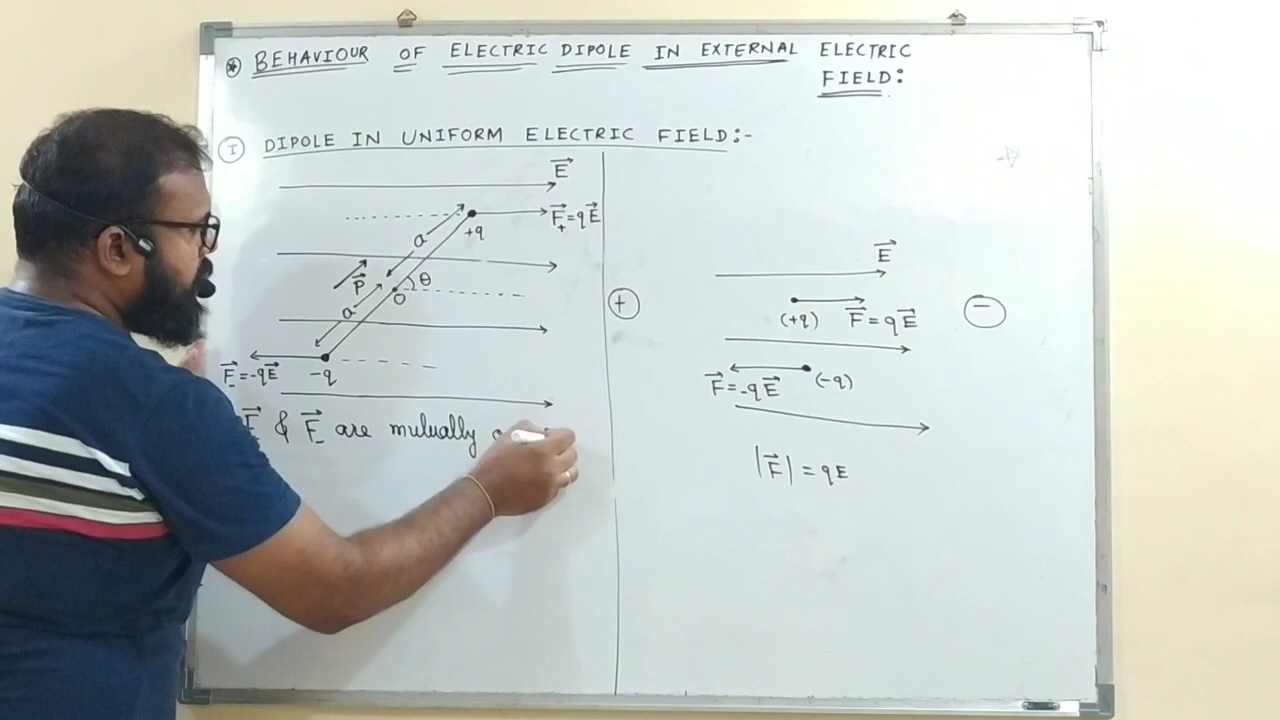 ⊛ BEHAVIOUR OF ELECTRIC DIPOLE IN EXTERNAL ELECTRIC
FIELD:
Ⓘ DIPOLE IN UNIFORM ELECTRIC FIELD:-
E⃗
F⃗₊=qE⃗
+q
a
P⃗
θ
O
a
F⃗₋=-qE⃗
-q
& F⃗₋ are mutually
+
E⃗
(+q) F⃗=qE⃗
F⃗=-qE⃗ (-q)
|F⃗| = qE
−